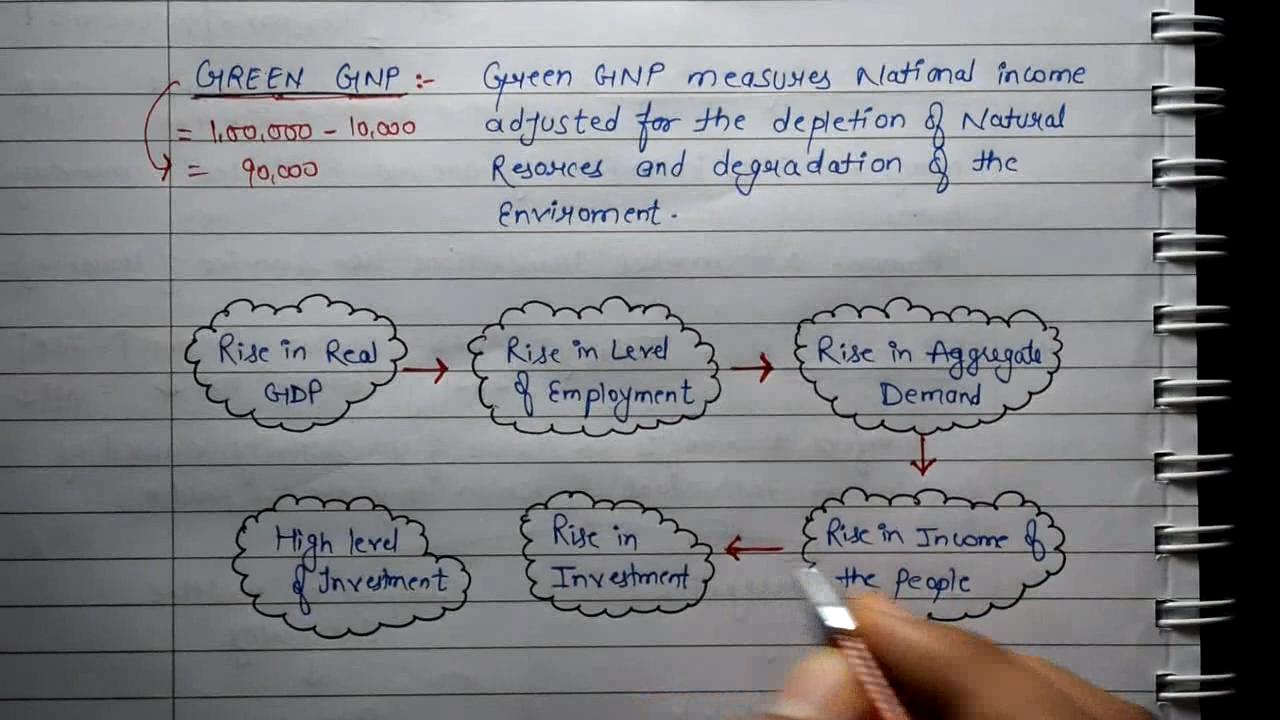 GREEN GNP :-
= 1,00,000 - 10,000
= 90,000
Green GNP measures National income
adjusted for the depletion of Natural
Resorces and degradation of the
Enviroment.
Rise in Real
GDP
Rise in Level
of Employment
Rise in Aggregate
Demand
Rise in Income of
the People
Rise in
Investment
High level
of Investment